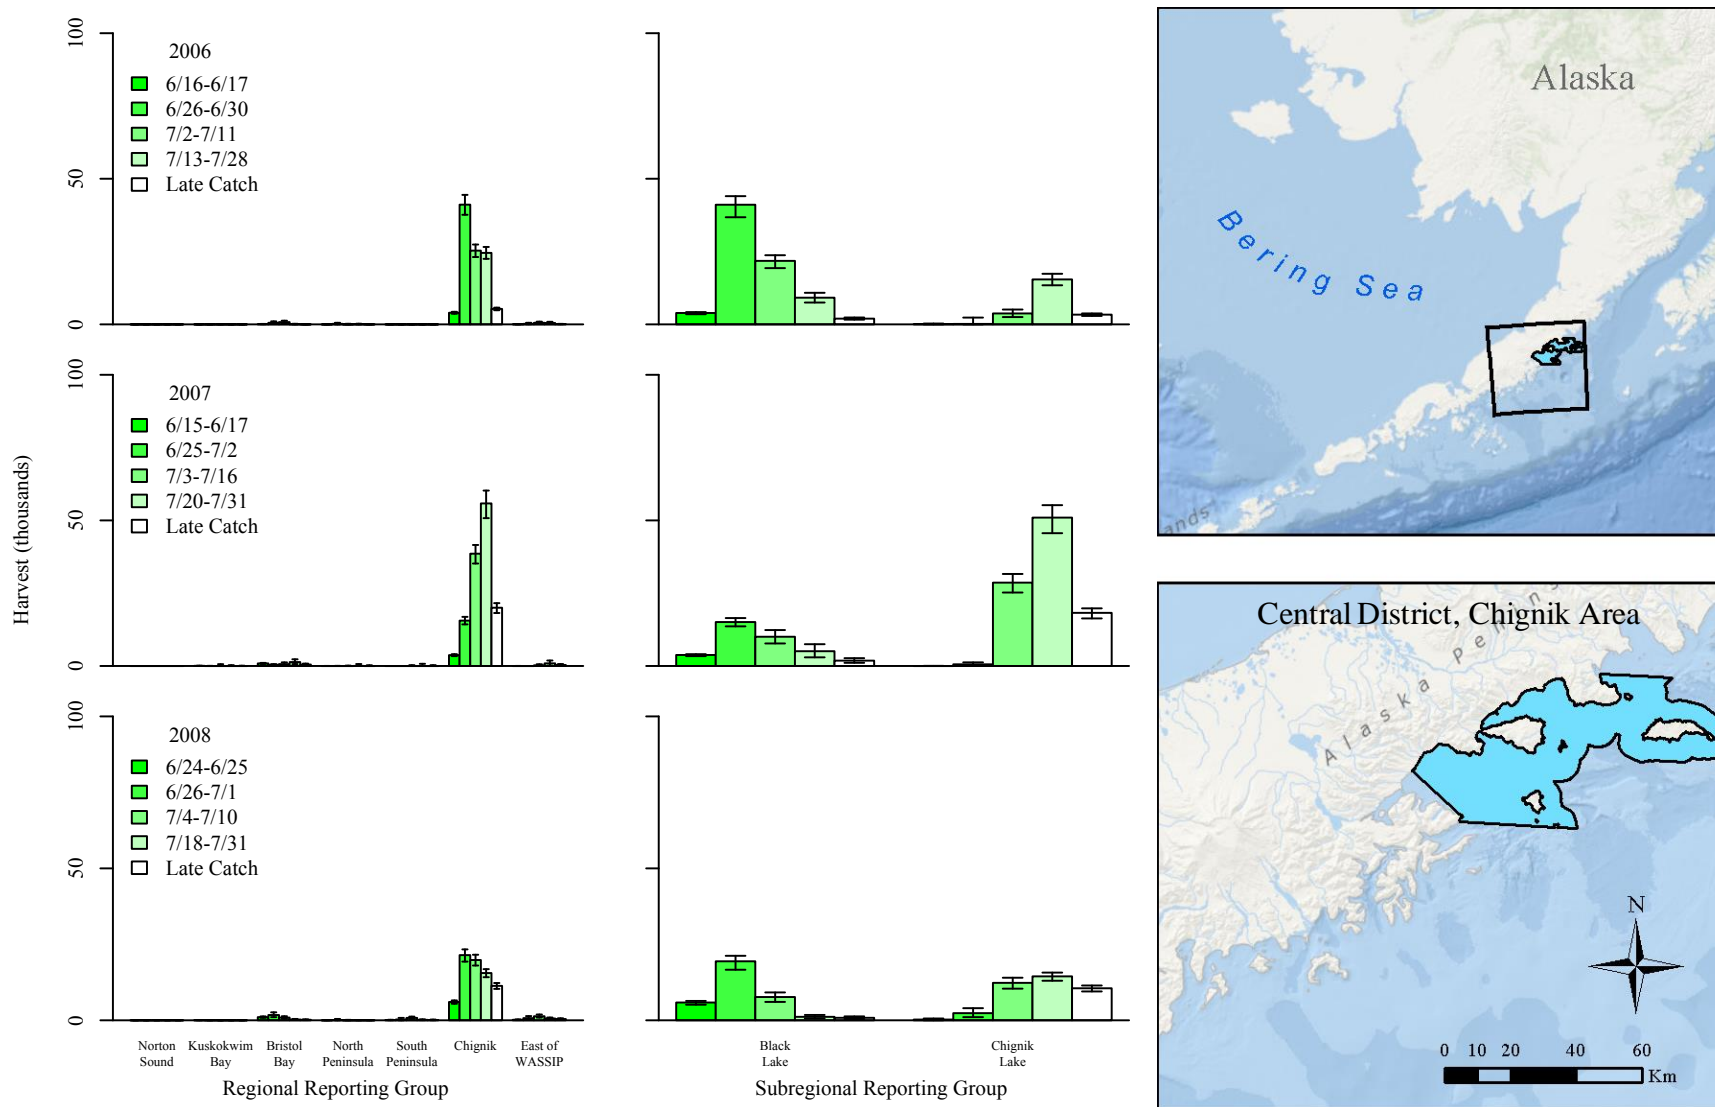 Harvest (thousands)
100
50
0
2006
6/16-6/17
6/26-6/30
7/2-7/11
7/13-7/28
Late Catch
100
50
0
2007
6/15-6/17
6/25-7/2
7/3-7/16
7/20-7/31
Late Catch
100
50
0
2008
6/24-6/25
6/26-7/1
7/4-7/10
7/18-7/31
Late Catch
Norton Sound
Kuskokwim Bay
Bristol Bay
North Peninsula
South Peninsula
Chignik
East of WASSIP
Regional Reporting Group
Black Lake
Chignik Lake
Subregional Reporting Group
Alaska
Bering Sea
ands
Central District, Chignik Area
Alaska Penins
N
0 10 20 40 60
Km